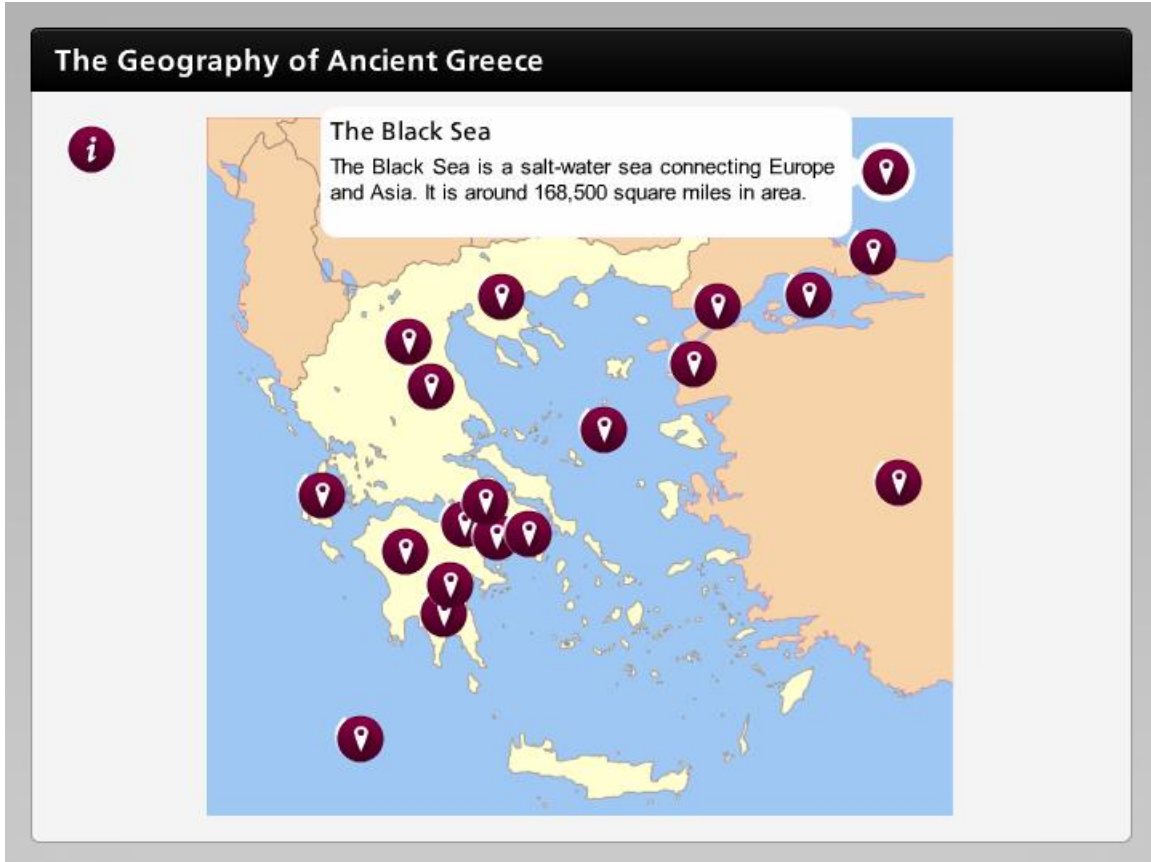 The Geography of Ancient Greece
i
The Black Sea
The Black Sea is a salt-water sea connecting Europe
and Asia. It is around 168,500 square miles in area.